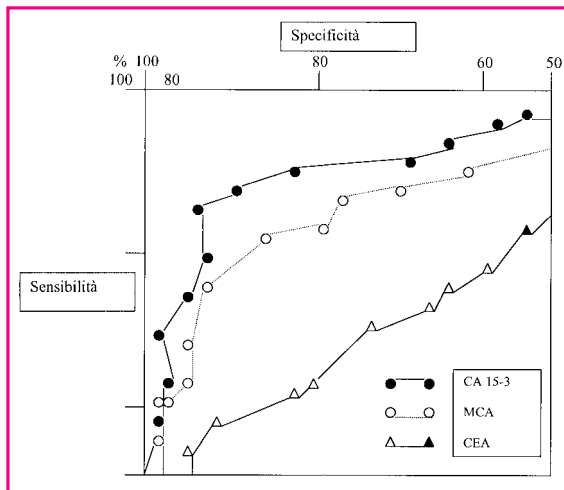 Specificità
% 100 80 60 50
100 80
Sensibilità
CA 15-3
MCA
CEA